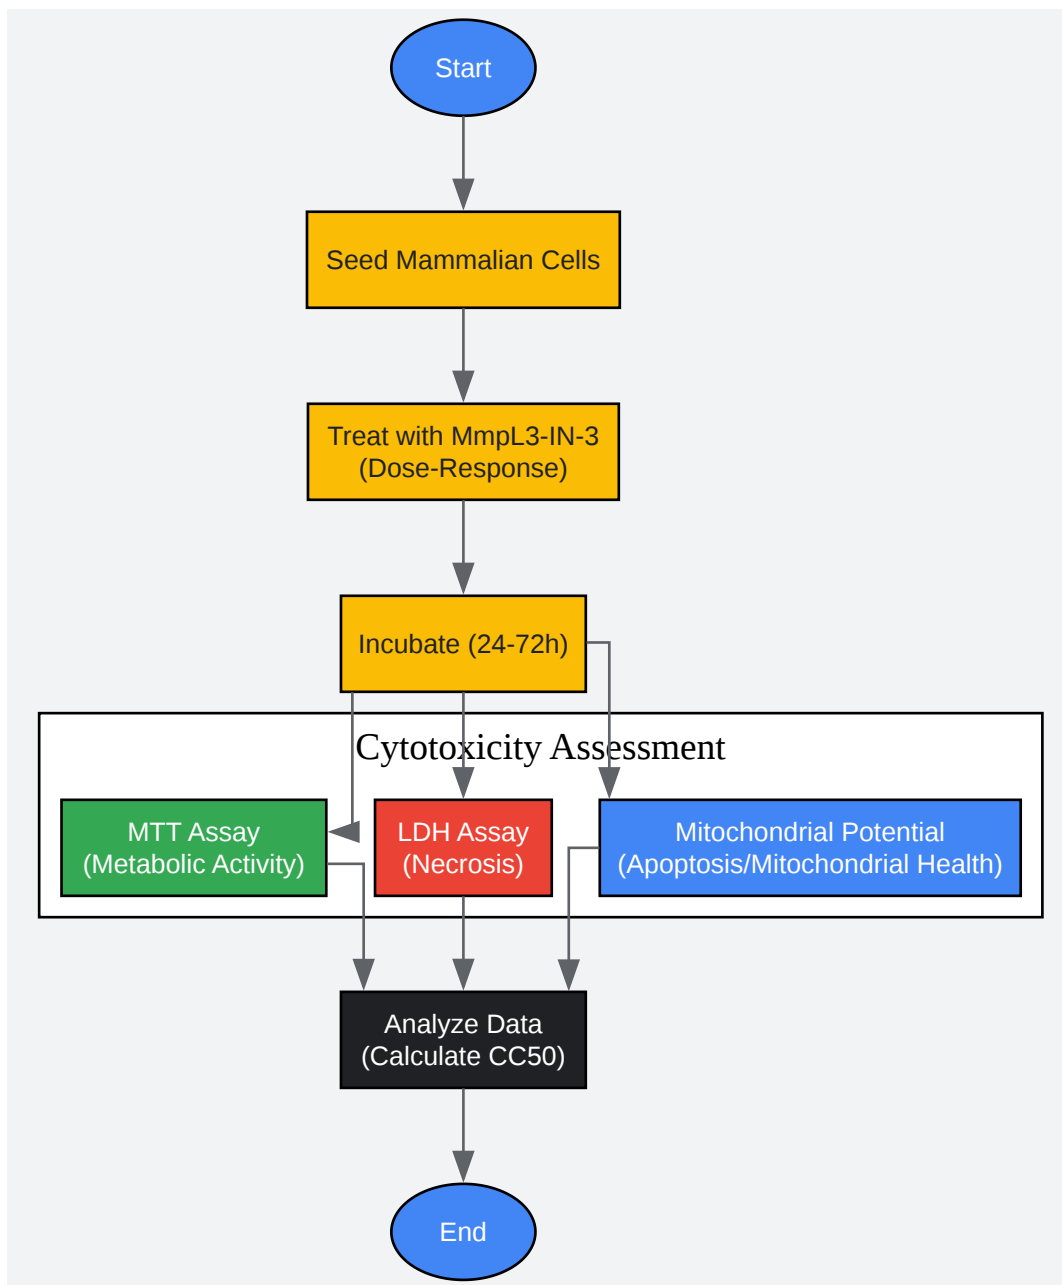 Start
Seed Mammalian Cells
Treat with MmpL3-IN-3
(Dose-Response)
Incubate (24-72h)
Cytotoxicity Assessment
MTT Assay
(Metabolic Activity)
LDH Assay
(Necrosis)
Mitochondrial Potential
(Apoptosis/Mitochondrial Health)
Analyze Data
(Calculate CC50)
End